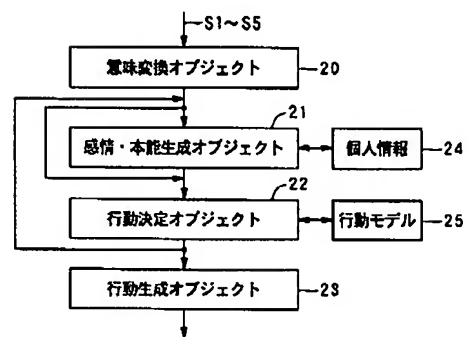 S1～S5
意味変換オブジェクト 20
21
感情・本能生成オブジェクト 個人情報 24
22
行動決定オブジェクト 行動モデル 25
行動生成オブジェクト 23